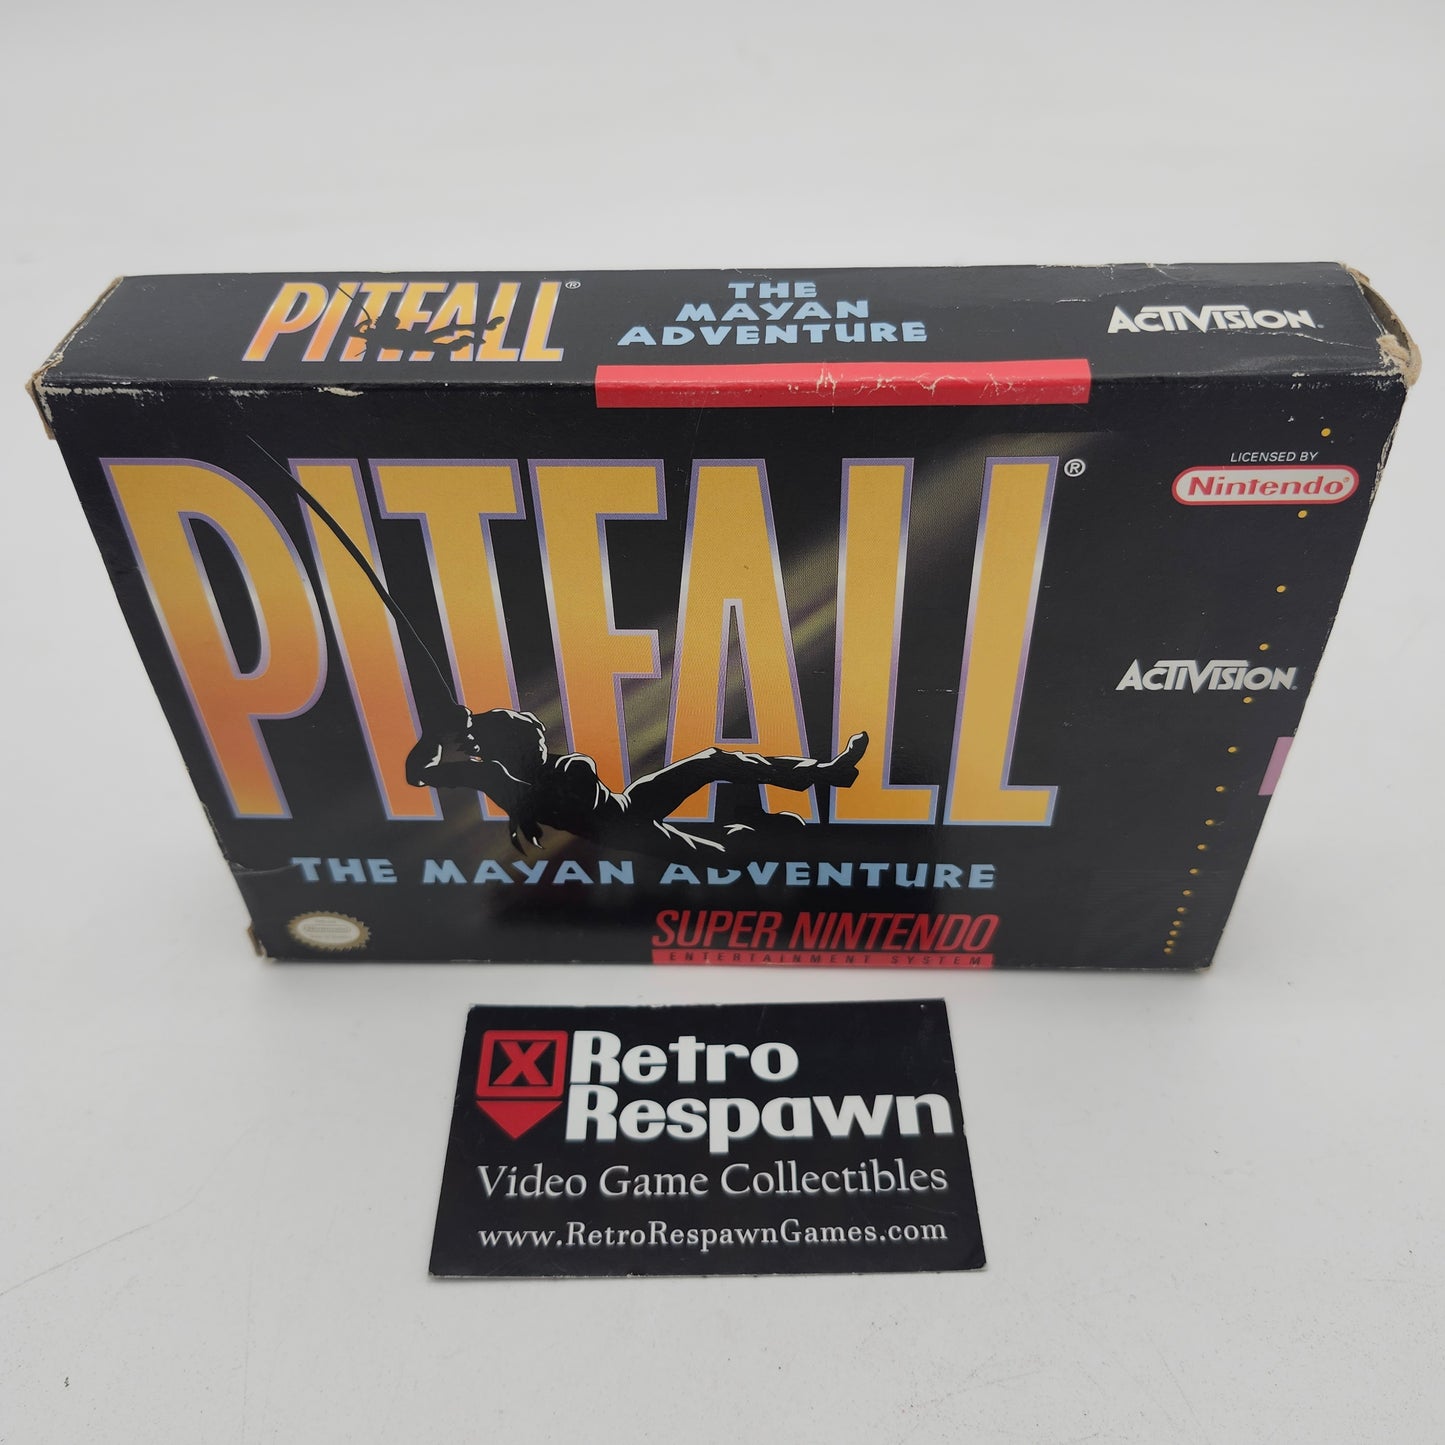 PITFALL®
THE
MAYAN
ADVENTURE
ACTIVISION.
PITFALL®
LICENSED BY
Nintendo®
ACTIVISION.
THE MAYAN ADVENTURE
SUPER NINTENDO
ENTERTAINMENT SYSTEM
X Retro
Respawn
Video Game Collectibles
www.RetroRespawnGames.com